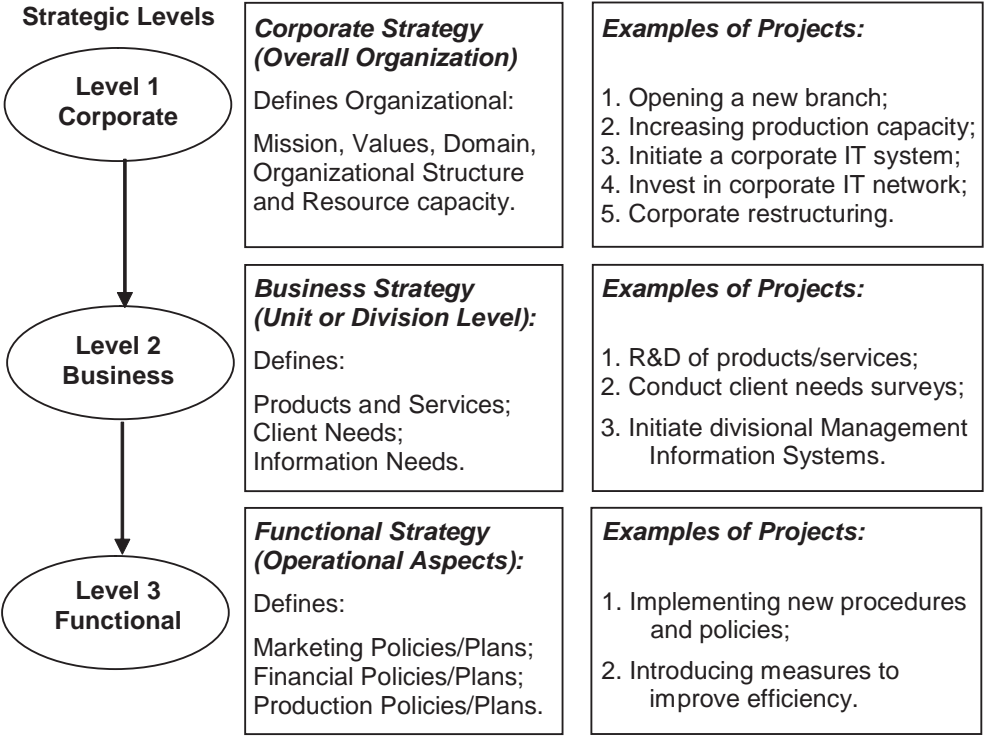 Strategic Levels
Level 1
Corporate
Corporate Strategy
(Overall Organization)
Defines Organizational:
Mission, Values, Domain,
Organizational Structure
and Resource capacity.
Examples of Projects:
1. Opening a new branch;
2. Increasing production capacity;
3. Initiate a corporate IT system;
4. Invest in corporate IT network;
5. Corporate restructuring.
Level 2
Business
Business Strategy
(Unit or Division Level):
Defines:
Products and Services;
Client Needs;
Information Needs.
Examples of Projects:
1. R&D of products/services;
2. Conduct client needs surveys;
3. Initiate divisional Management
Information Systems.
Level 3
Functional
Functional Strategy
(Operational Aspects):
Defines:
Marketing Policies/Plans;
Financial Policies/Plans;
Production Policies/Plans.
Examples of Projects:
1. Implementing new procedures
and policies;
2. Introducing measures to
improve efficiency.